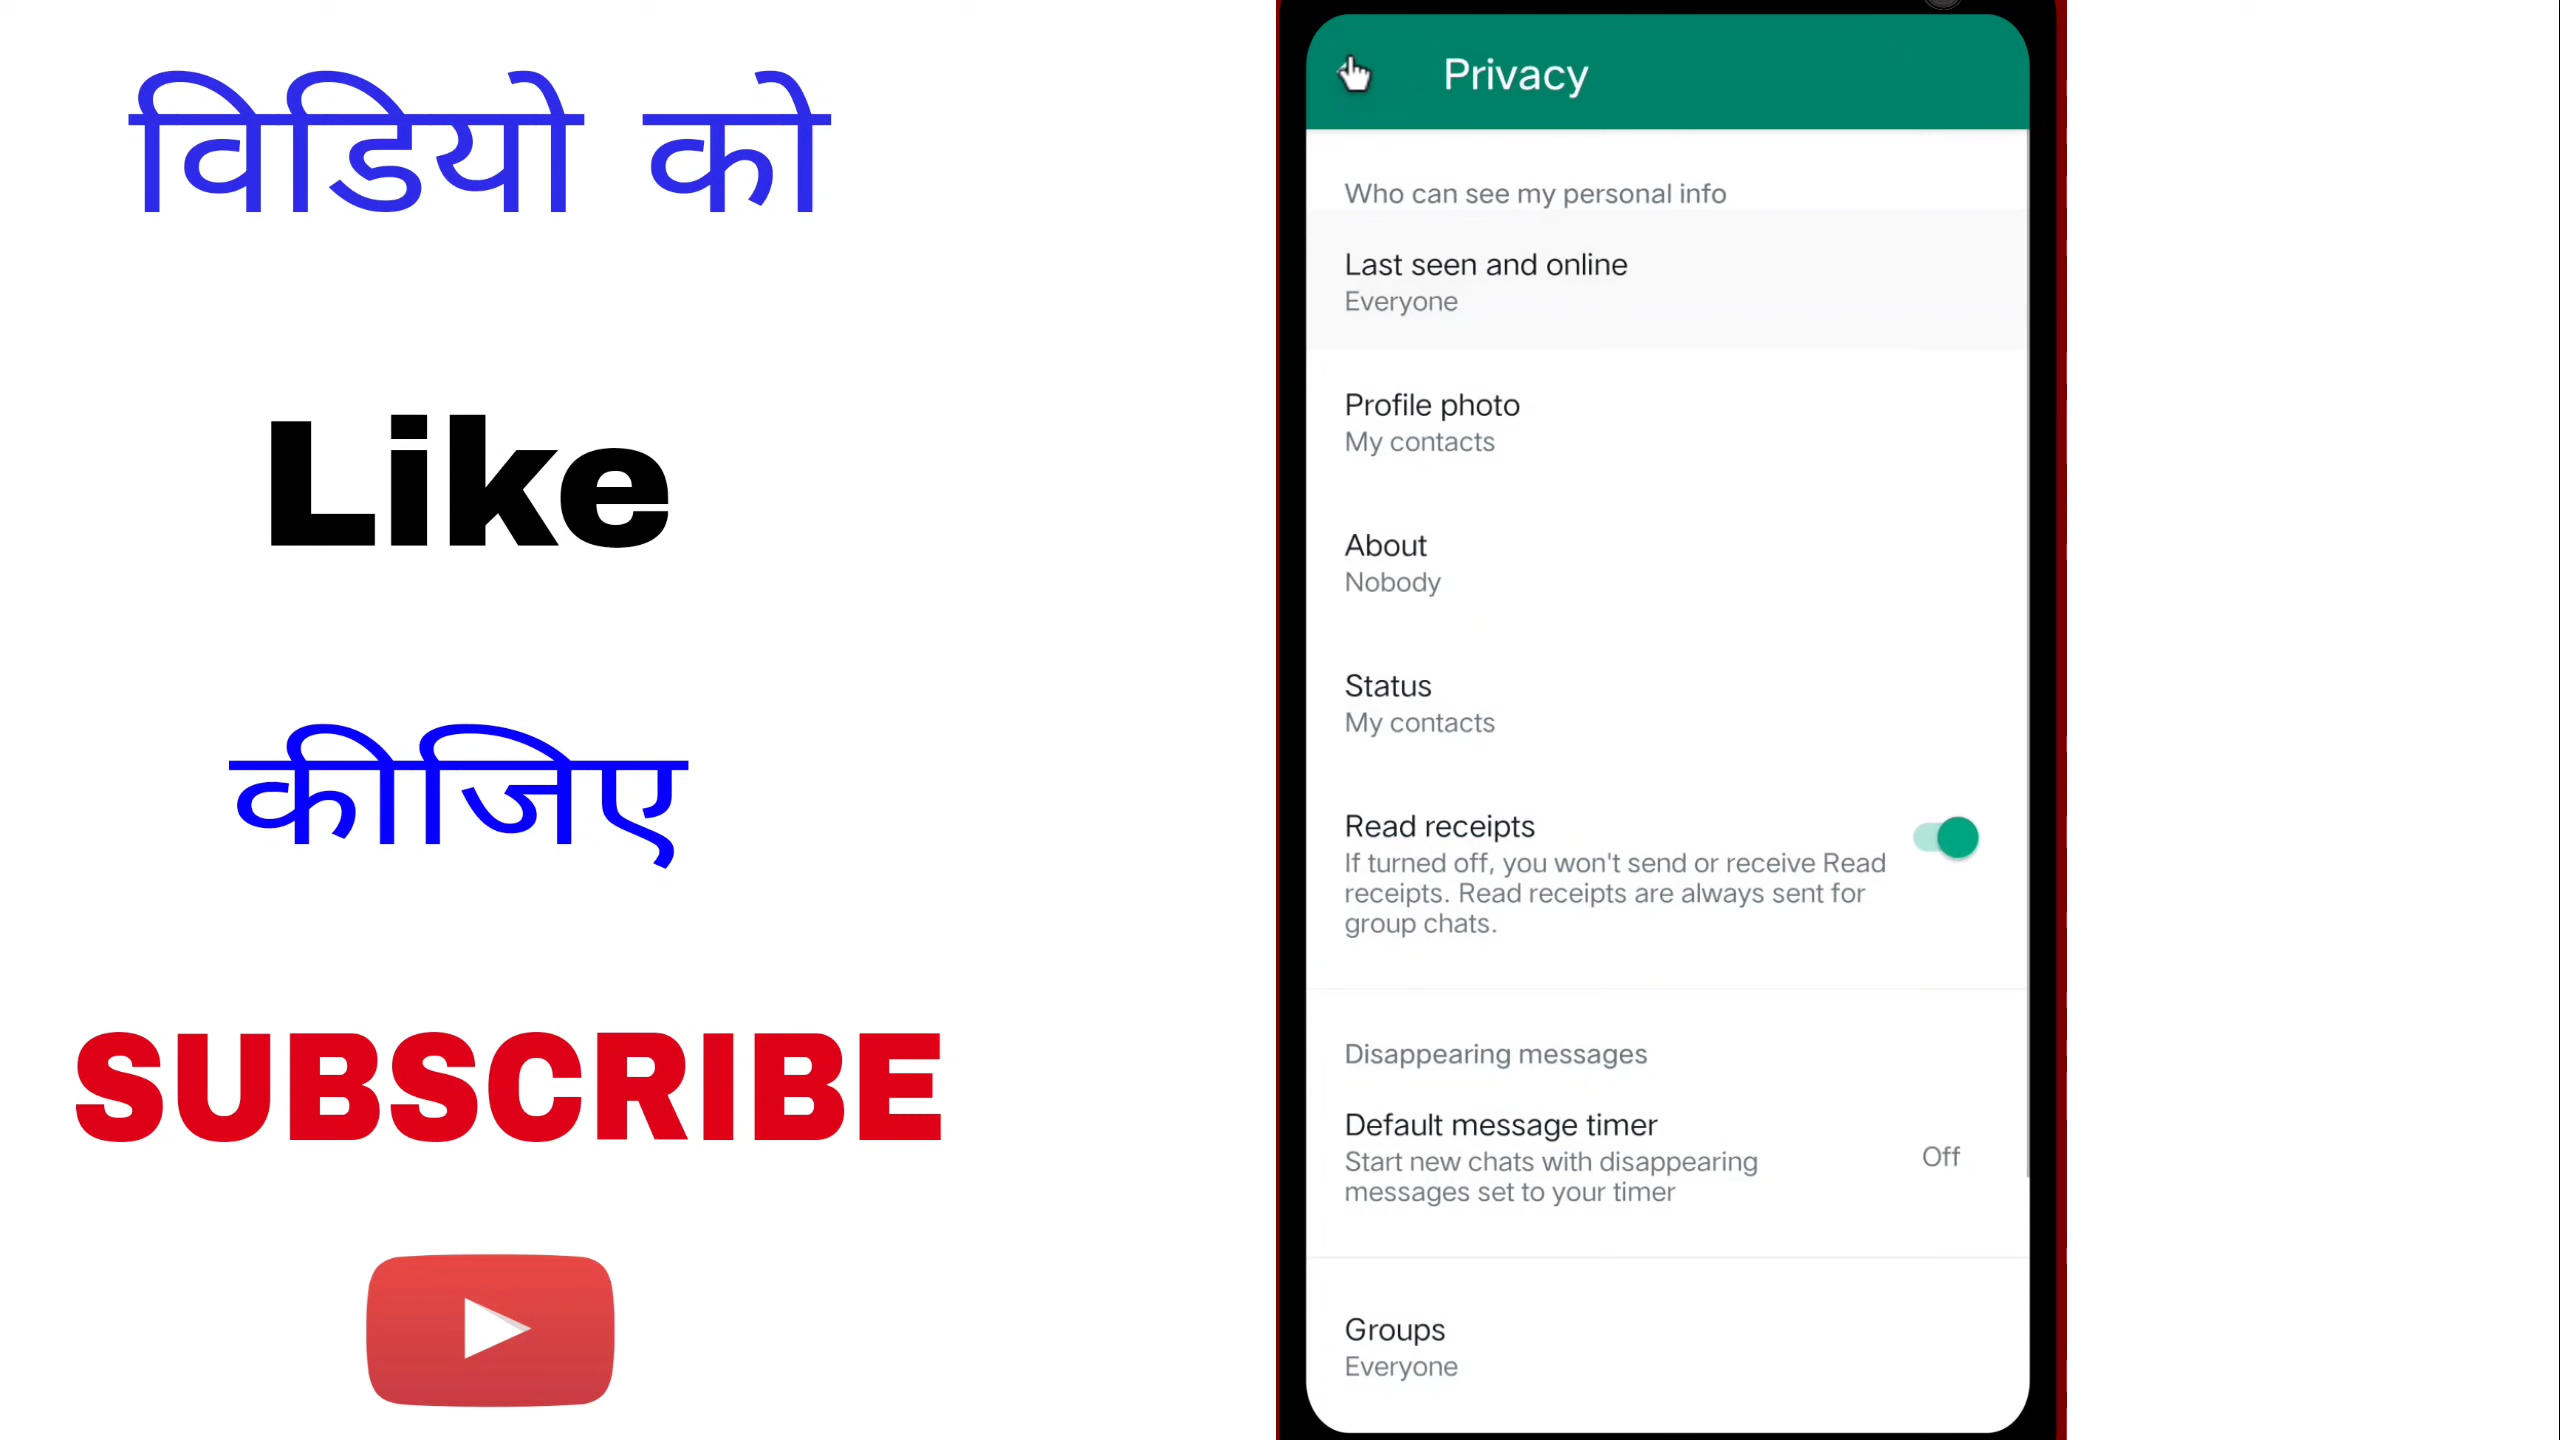 विडियो को
Like
कीजिए
SUBSCRIBE
Privacy
Who can see my personal info
Last seen and online
Everyone
Profile photo
My contacts
About
Nobody
Status
My contacts
Read receipts
If turned off, you won't send or receive Read
receipts. Read receipts are always sent for
group chats.
Disappearing messages
Default message timer
Start new chats with disappearing
messages set to your timer
Off
Groups
Everyone